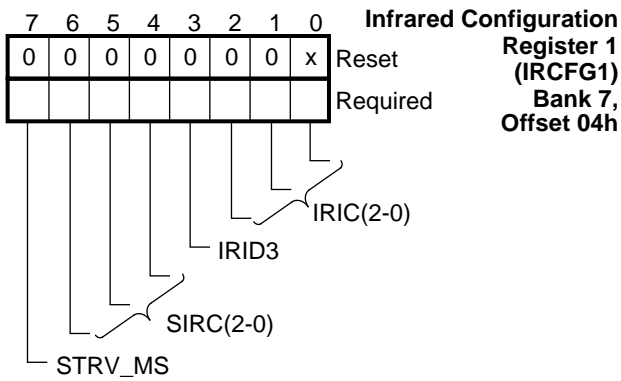 7 6 5 4 3 2 1 0
Infrared Configuration
Register 1
(IRCFG1)
Bank 7,
Offset 04h
0 0 0 0 0 0 0 x Reset
Required
IRIC(2-0)
IRID3
SIRC(2-0)
STRV_MS